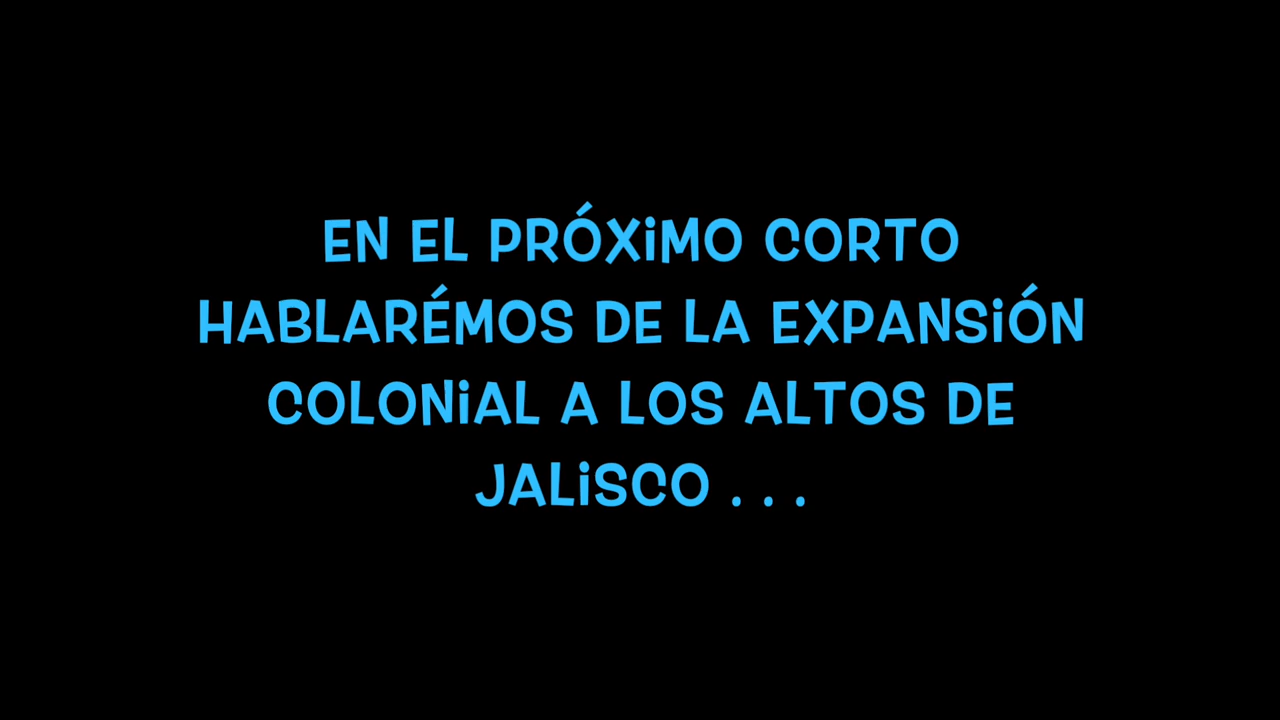 EN EL PRÓXiMO CORTO
HABLARÉMOS DE LA EXPANSiÓN
COLONiAL A LOS ALTOS DE
JALiSCO . . .